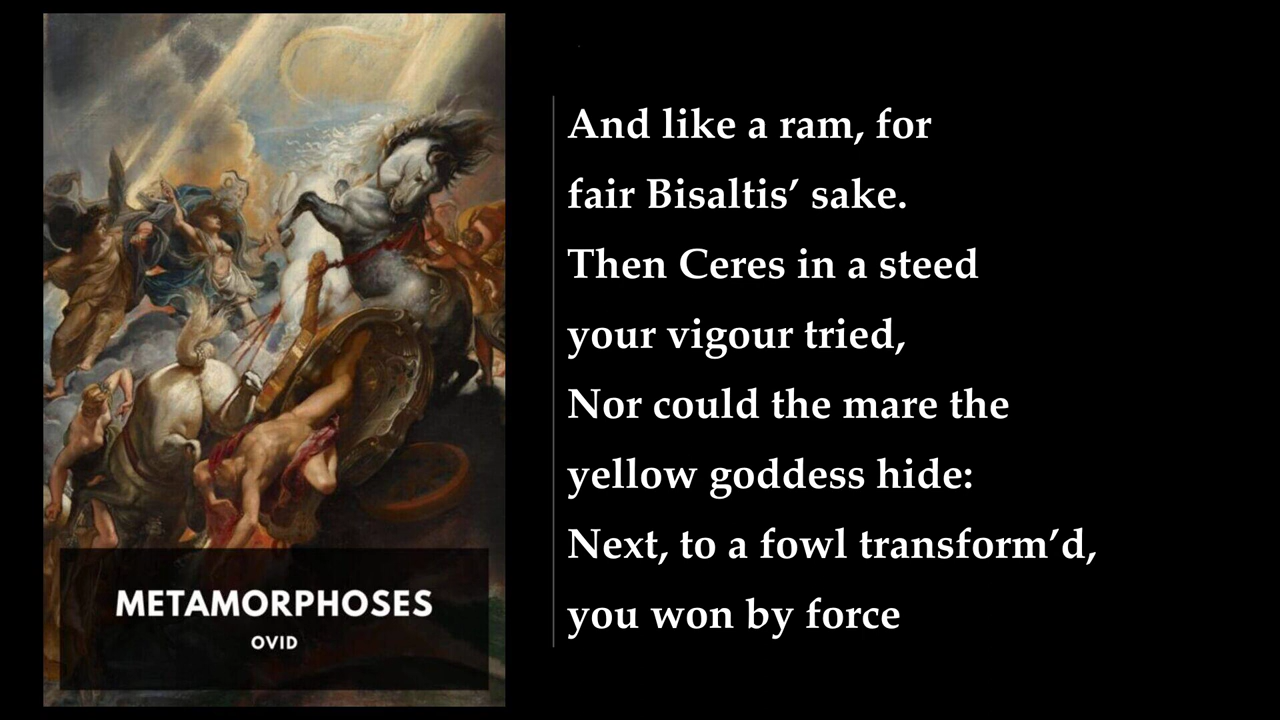 METAMORPHOSES
OVID
And like a ram, for
fair Bisaltis’ sake.
Then Ceres in a steed
your vigour tried,
Nor could the mare the
yellow goddess hide:
Next, to a fowl transform’d,
you won by force